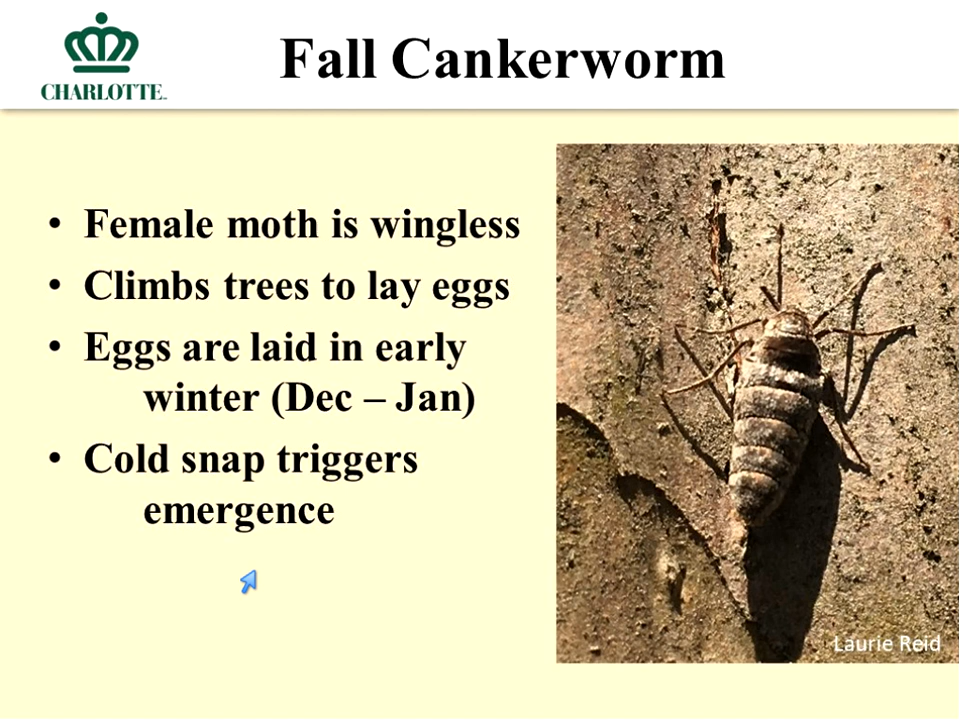 CHARLOTTE™
Fall Cankerworm
• Female moth is wingless
• Climbs trees to lay eggs
• Eggs are laid in early
winter (Dec – Jan)
• Cold snap triggers
emergence
Laurie Reid